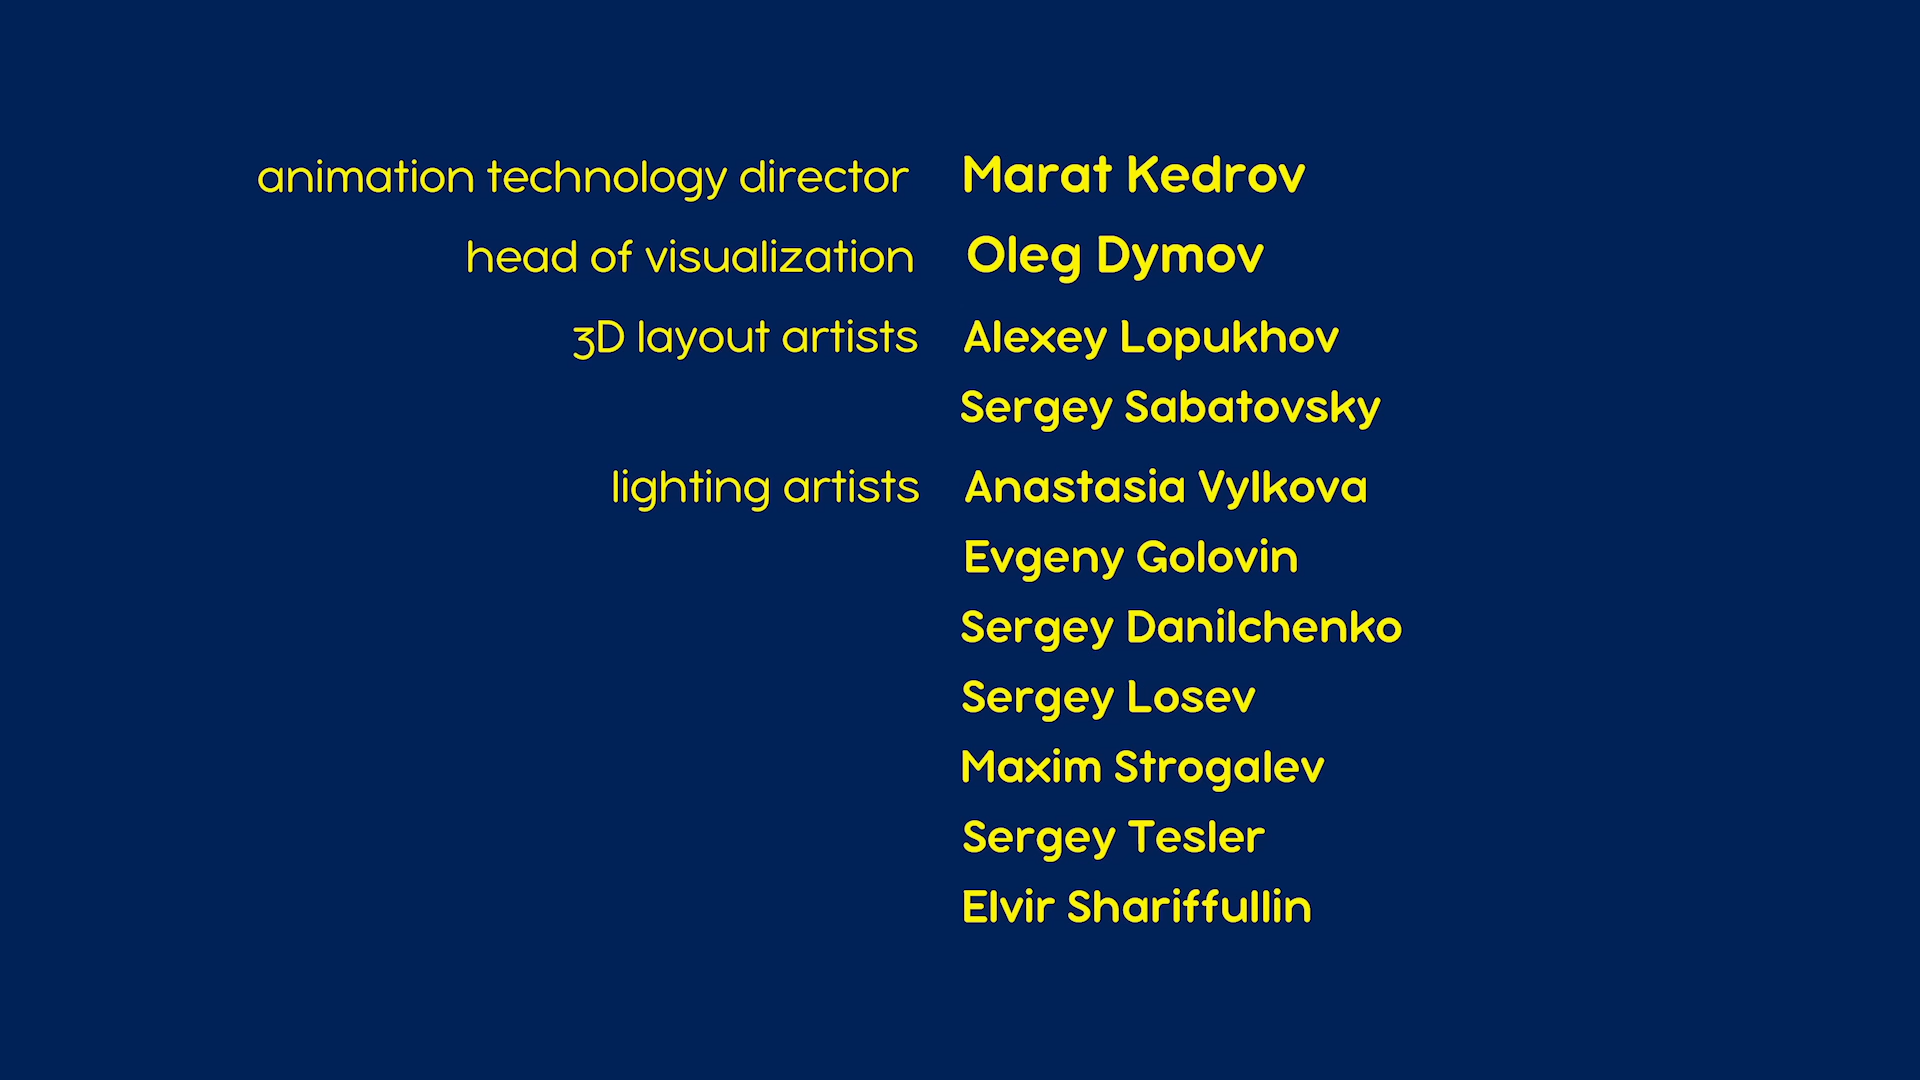 animation technology director Marat Kedrov
head of visualization Oleg Dymov
3D layout artists Alexey Lopukhov
Sergey Sabatovsky
lighting artists Anastasia Vylkova
Evgeny Golovin
Sergey Danilchenko
Sergey Losev
Maxim Strogalev
Sergey Tesler
Elvir Shariffullin